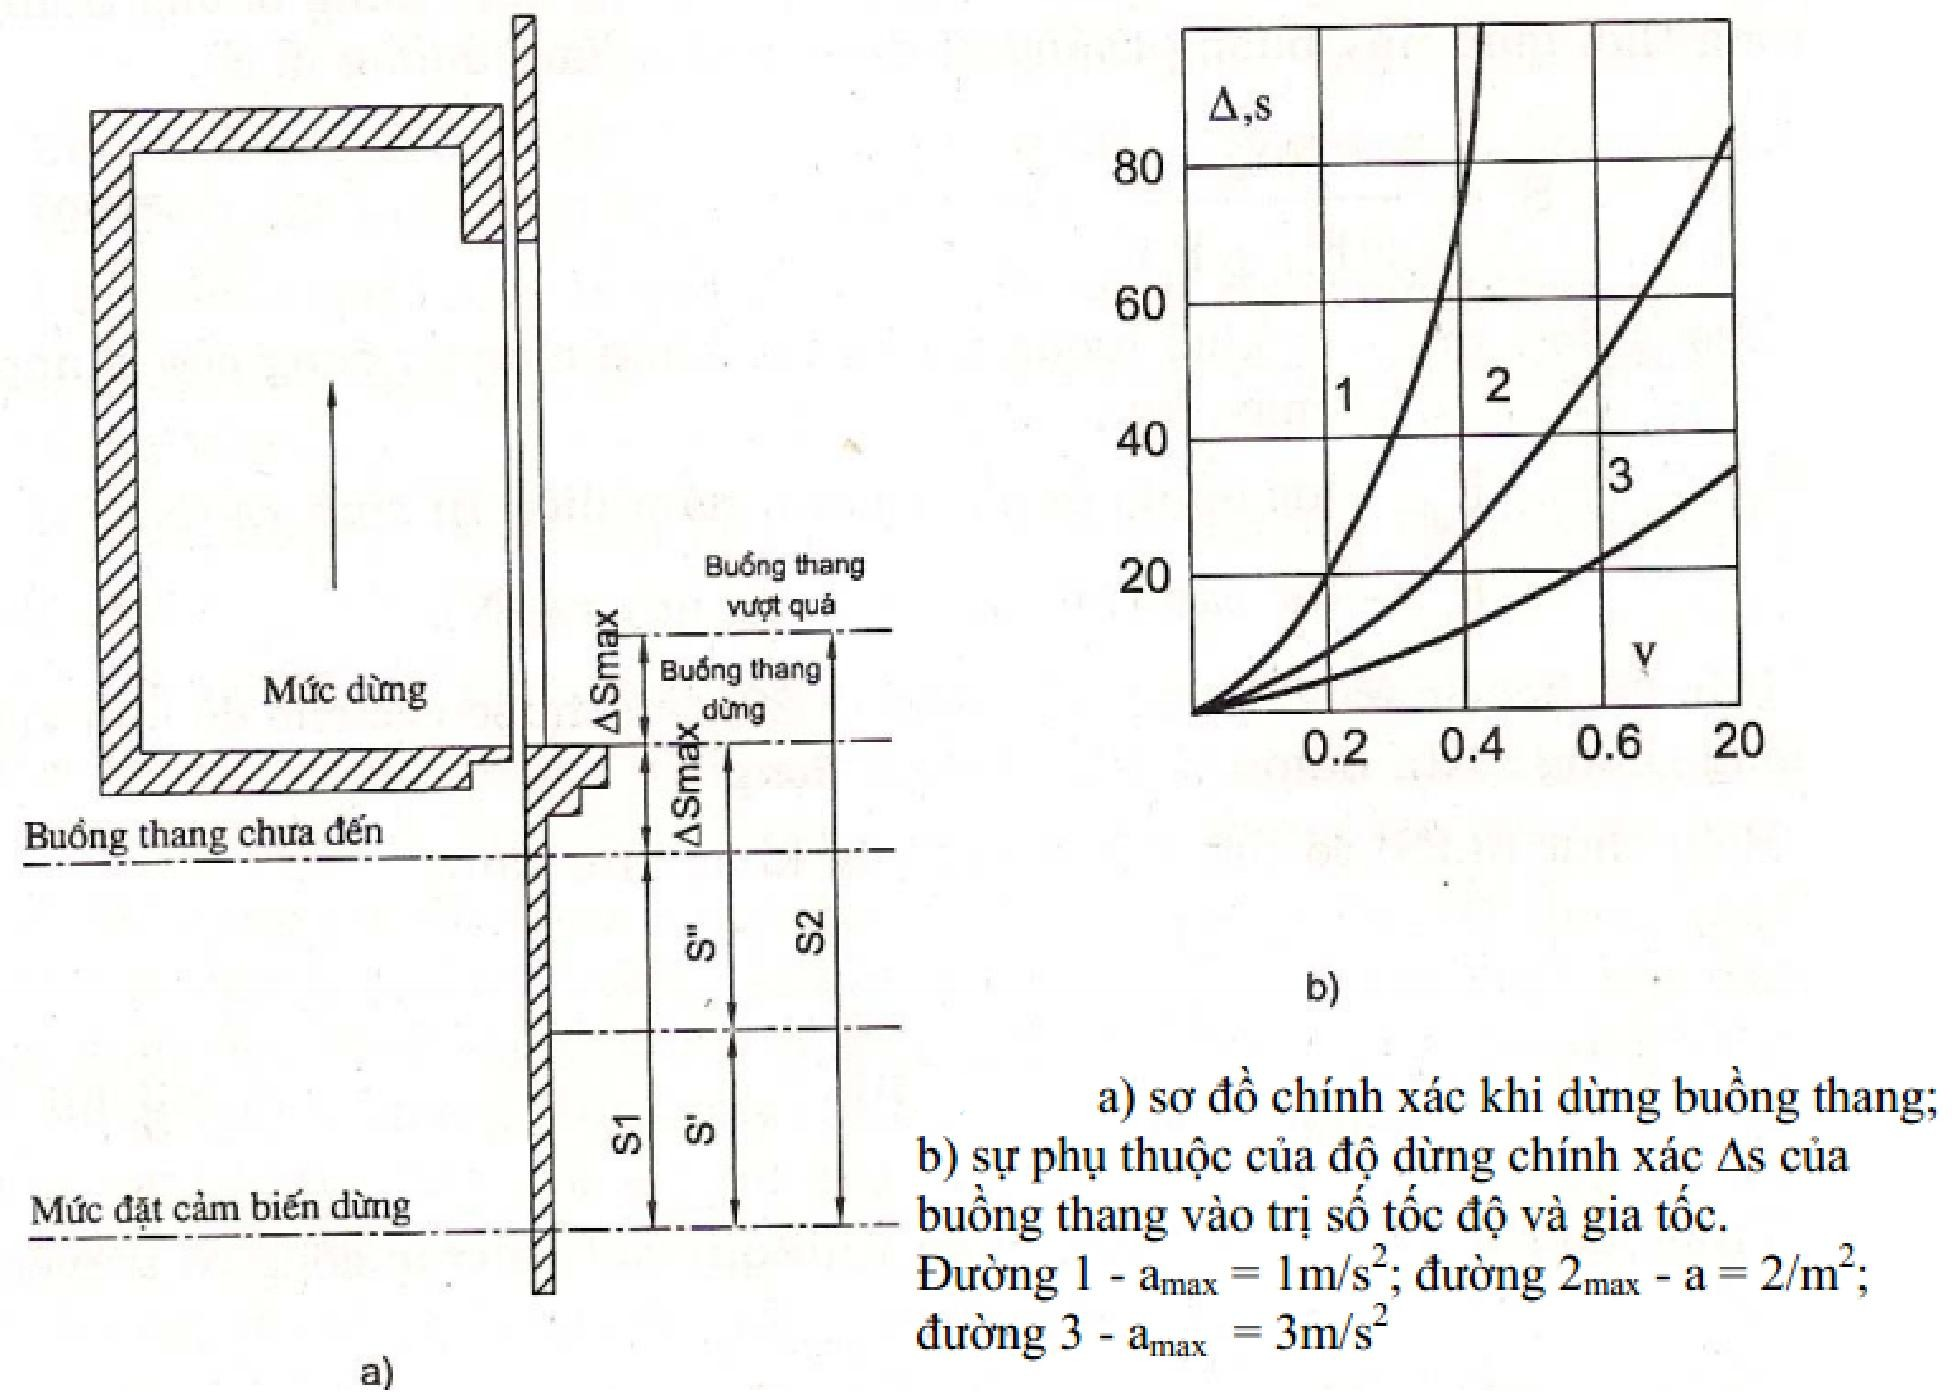 Mức dừng
Buồng thang chưa đến
Mức đặt cảm biến dừng
Buồng thang
vượt quá
Buồng thang
dừng
ΔSmax
ΔSmax
S"
S2
S1
S'
a)
Δ,s
80
60
40
20
1
2
3
v
0.2
0.4
0.6
20
b)
a) sơ đồ chính xác khi dừng buồng thang;
b) sự phụ thuộc của độ dừng chính xác Δs của
buồng thang vào trị số tốc độ và gia tốc.
Đường 1 - amax = 1m/s²; đường 2max - a = 2/m²;
đường 3 - amax = 3m/s²